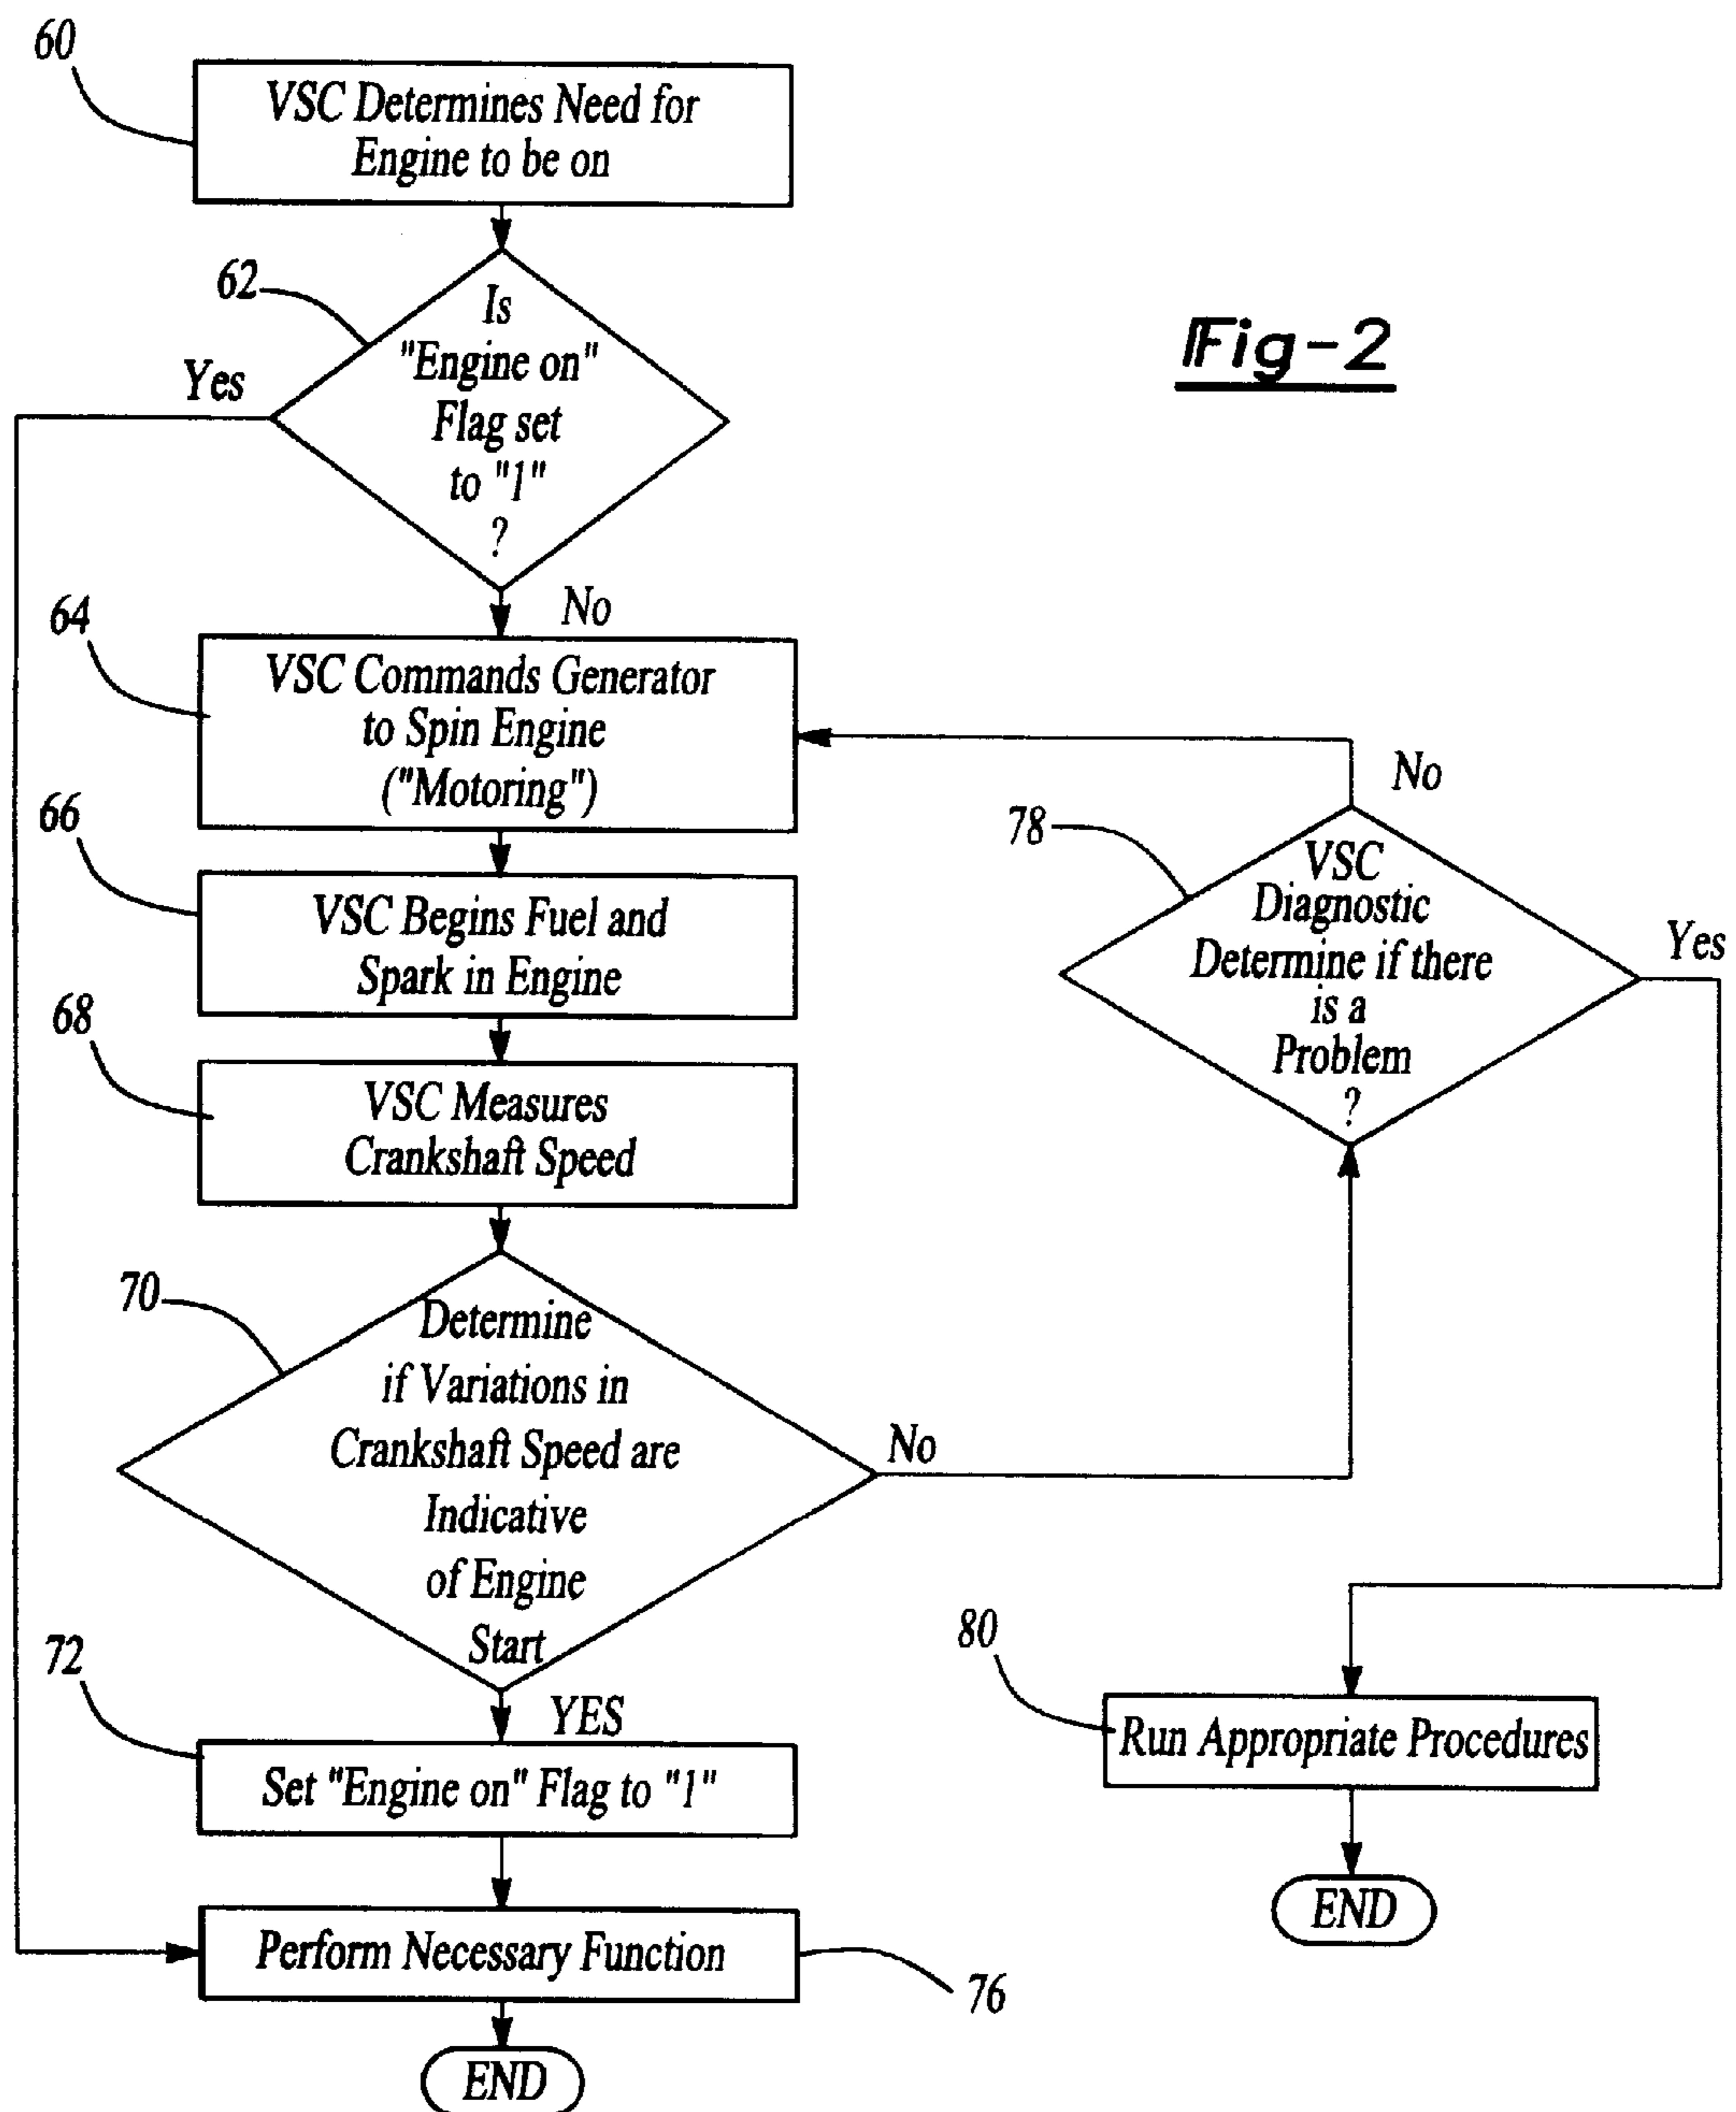 60
VSC Determines Need for
Engine to be on
62
Is
"Engine on"
Flag set
to "1"
?
Yes
Fig-2
No
64
VSC Commands Generator
to Spin Engine
("Motoring")
No
66
VSC Begins Fuel and
Spark in Engine
78
VSC
Diagnostic
Determine if there
is a
Problem
?
Yes
68
VSC Measures
Crankshaft Speed
70
Determine
if Variations in
Crankshaft Speed are
Indicative
of Engine
Start
No
YES
72
Set "Engine on" Flag to "1"
80
Run Appropriate Procedures
END
Perform Necessary Function
76
END